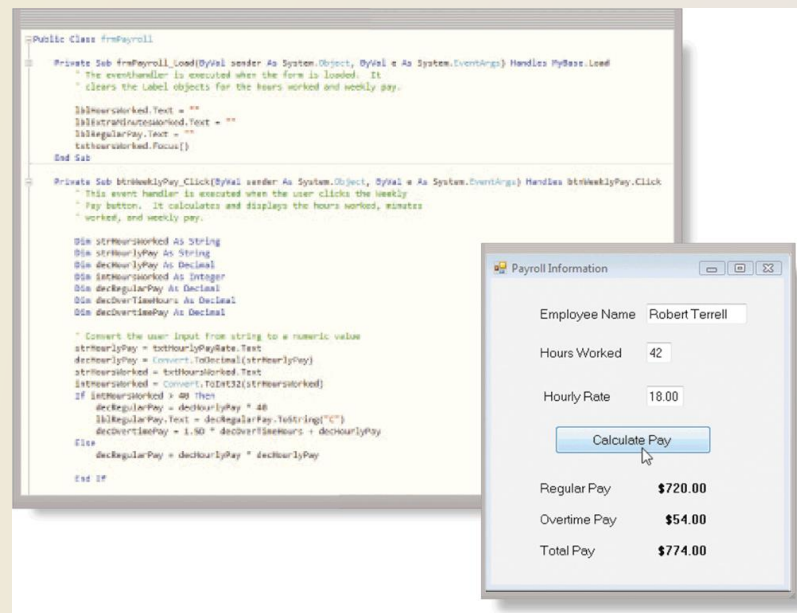 Public Class frmPayroll
Private Sub frmPayroll_Load(ByVal sender As System.Object, ByVal e As System.EventArgs) Handles MyBase.Load
' The eventhandler is executed when the form is loaded. It
' clears the Label objects for the hours worked and weekly pay.
lblHoursWorked.Text = ""
lblExtraMinutesWorked.Text = ""
lblRegularPay.Text = ""
txtHoursWorked.Focus()
End Sub
Private Sub btnWeeklyPay_Click(ByVal sender As System.Object, ByVal e As System.EventArgs) Handles btnWeeklyPay.Click
' This event handler is executed when the user clicks the Weekly
' Pay button. It calculates and displays the hours worked, minutes
' worked, and weekly pay.
Dim strHoursWorked As String
Dim strHourlyPay As String
Dim decHourlyPay As Decimal
Dim intHoursWorked As Integer
Dim decRegularPay As Decimal
Dim decOverTimeHours As Decimal
Dim decOvertimePay As Decimal
' Convert the user input from string to a numeric value
strHourlyPay = txtHourlyPayRate.Text
decHourlyPay = Convert.ToDecimal(strHourlyPay)
strHoursWorked = txtHoursWorked.Text
intHoursWorked = Convert.ToInt32(strHoursWorked)
If intHoursWorked > 40 Then
decRegularPay = decHourlyPay * 40
lblRegularPay.Text = decRegularPay.ToString("C")
decOvertimePay = 1.50 * decOverTimeHours + decHourlyPay
Else
decRegularPay = decHourlyPay * decHourlyPay
End If
Payroll Information
Employee Name Robert Terrell
Hours Worked 42
Hourly Rate 18.00
Calculate Pay
Regular Pay $720.00
Overtime Pay $54.00
Total Pay $774.00